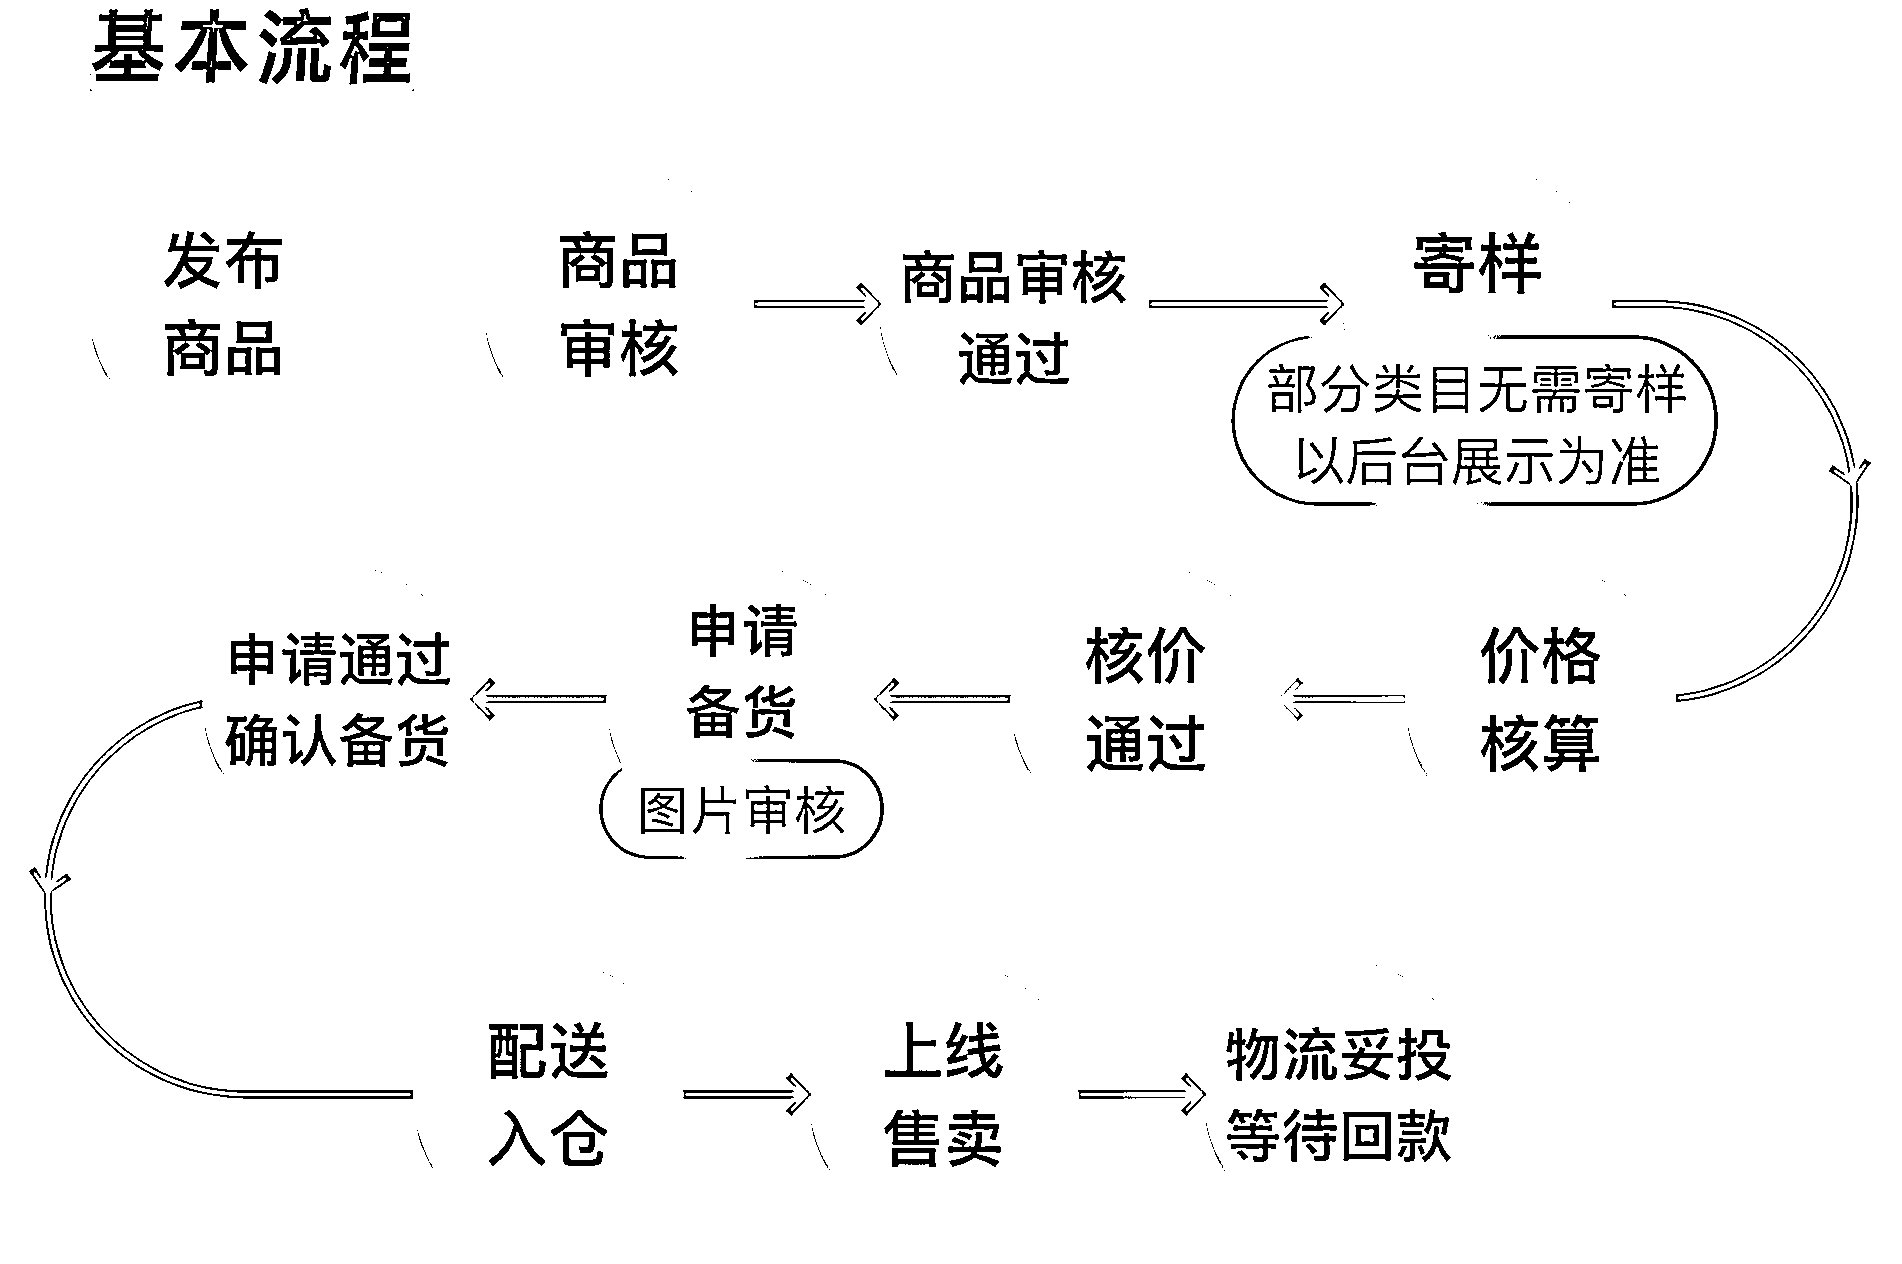 基本流程
发布
商品
商品
审核
商品审核
通过
寄样
部分类目无需寄样
以后台展示为准
价格
核算
核价
通过
申请
备货
图片审核
申请通过
确认备货
配送
入仓
上线
售卖
物流妥投
等待回款